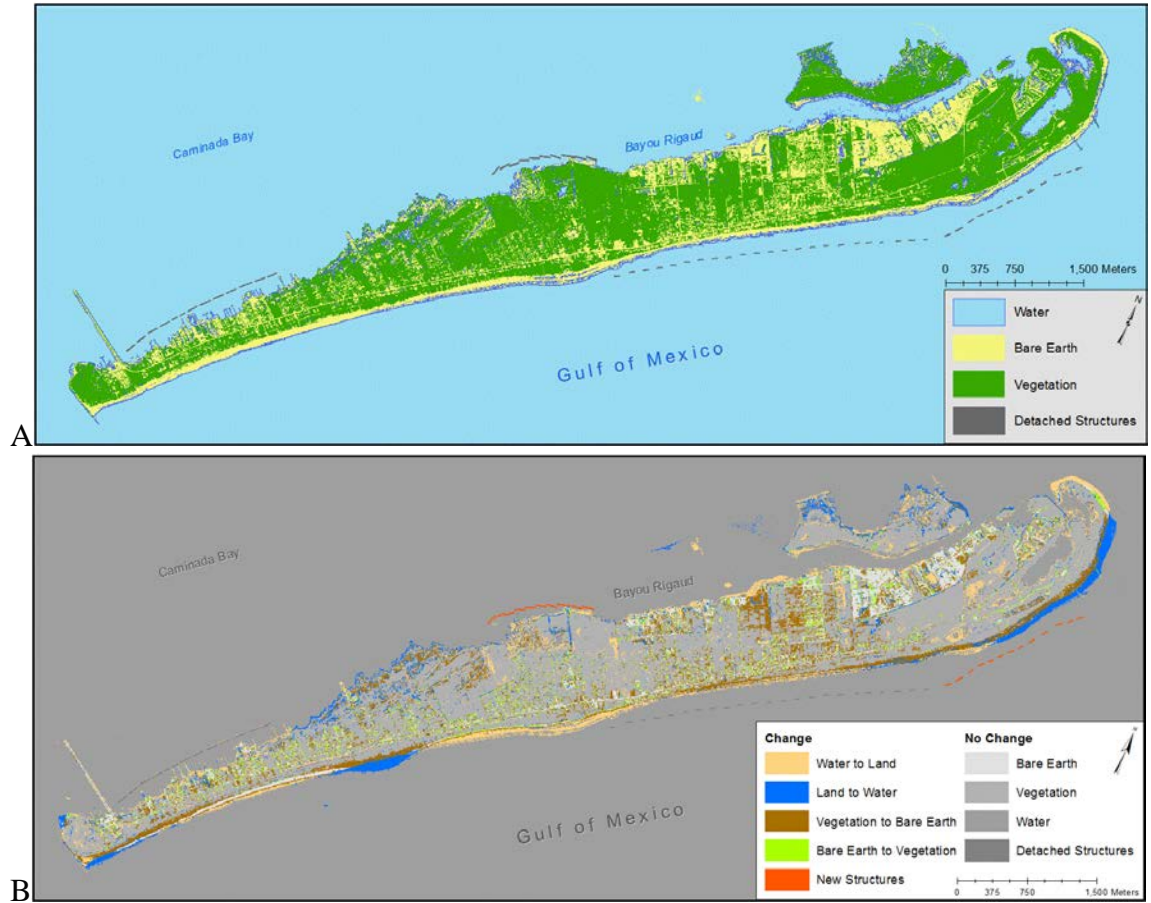 Caminada Bay
Bayou Rigaud
Gulf of Mexico
0 375 750 1,500 Meters
N
Water
Bare Earth
Vegetation
Detached Structures
A
Caminada Bay
Bayou Rigaud
Gulf of Mexico
Change
No Change
Water to Land
Bare Earth
Land to Water
Vegetation
Vegetation to Bare Earth
Water
Bare Earth to Vegetation
Detached Structures
New Structures
0 375 750 1,500 Meters
B